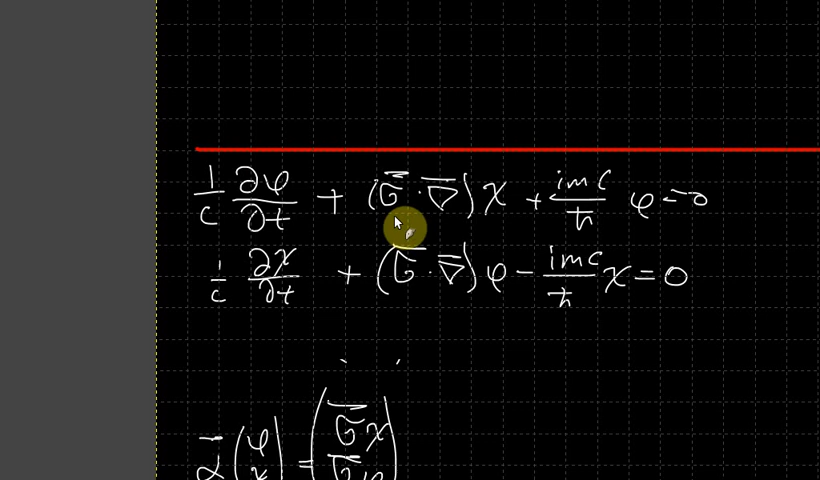 1/c ∂φ/∂t + (σ̄ · ∇̄) χ + imc/ħ φ = 0
1/c ∂χ/∂t + (σ̄ · ∇̄) φ − imc/ħ χ = 0
ᾱ (φ χ) = (σ̄χ σ̄φ)